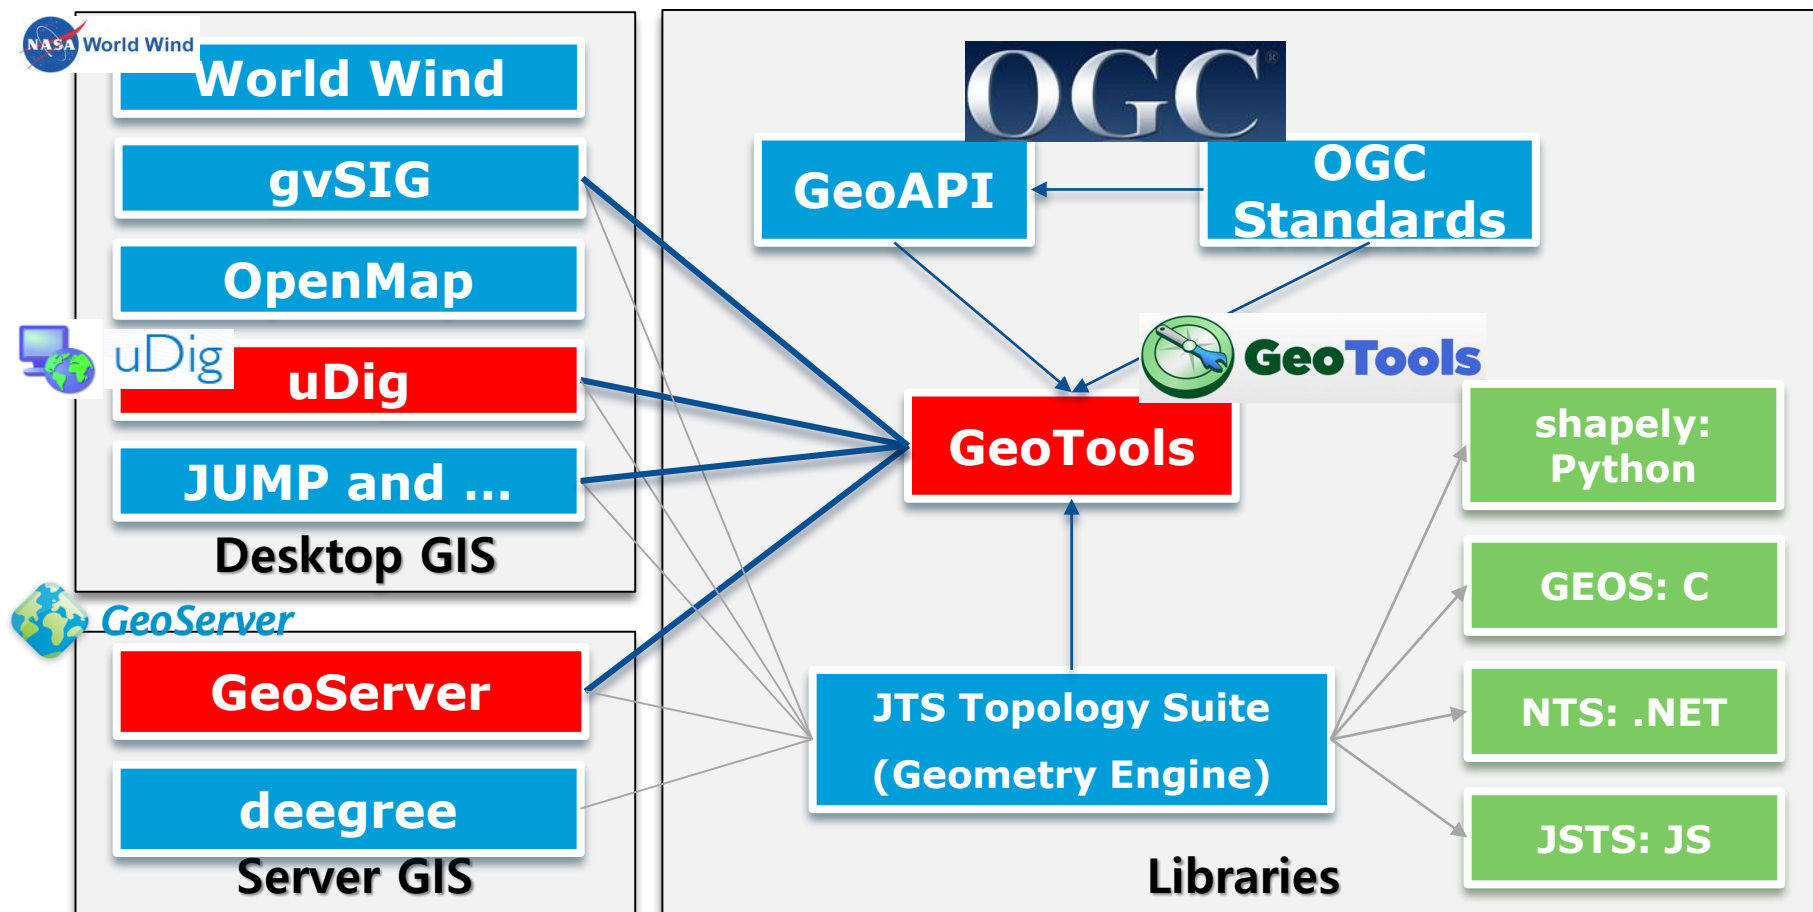 NASA World Wind
World Wind
gvSIG
OpenMap
uDig
uDig
JUMP and ...
Desktop GIS
GeoServer
GeoServer
deegree
Server GIS
OGC®
GeoAPI
OGC
Standards
GeoTools
GeoTools
JTS Topology Suite
(Geometry Engine)
shapely:
Python
GEOS: C
NTS: .NET
JSTS: JS
Libraries